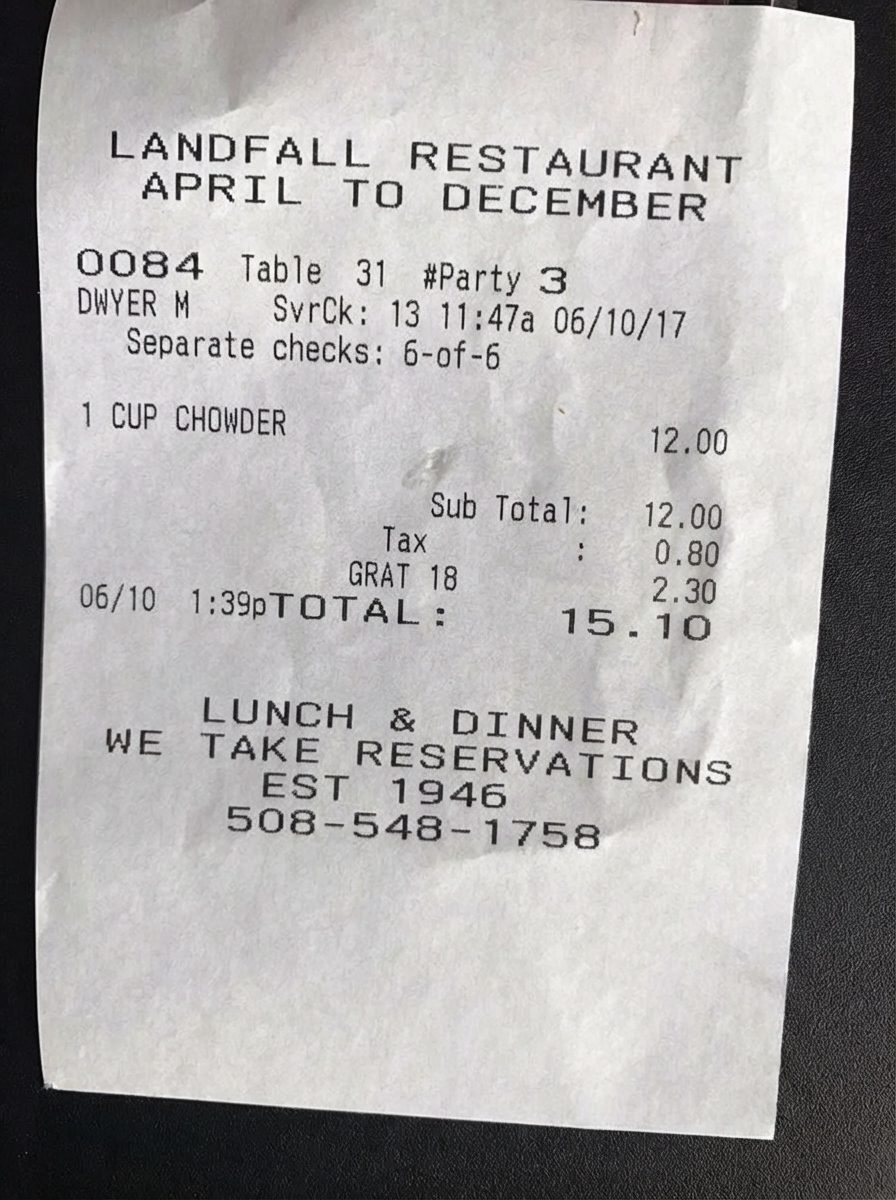 LANDFALL RESTAURANT
APRIL TO DECEMBER
0084 Table 31 #Party 3
DWYER M SvrCk: 13 11:47a 06/10/17
Separate checks: 6-of-6
1 CUP CHOWDER 12.00
Sub Total: 12.00
Tax : 0.80
GRAT 18 2.30
06/10 1:39pTOTAL: 15.10
LUNCH & DINNER
WE TAKE RESERVATIONS
EST 1946
508-548-1758